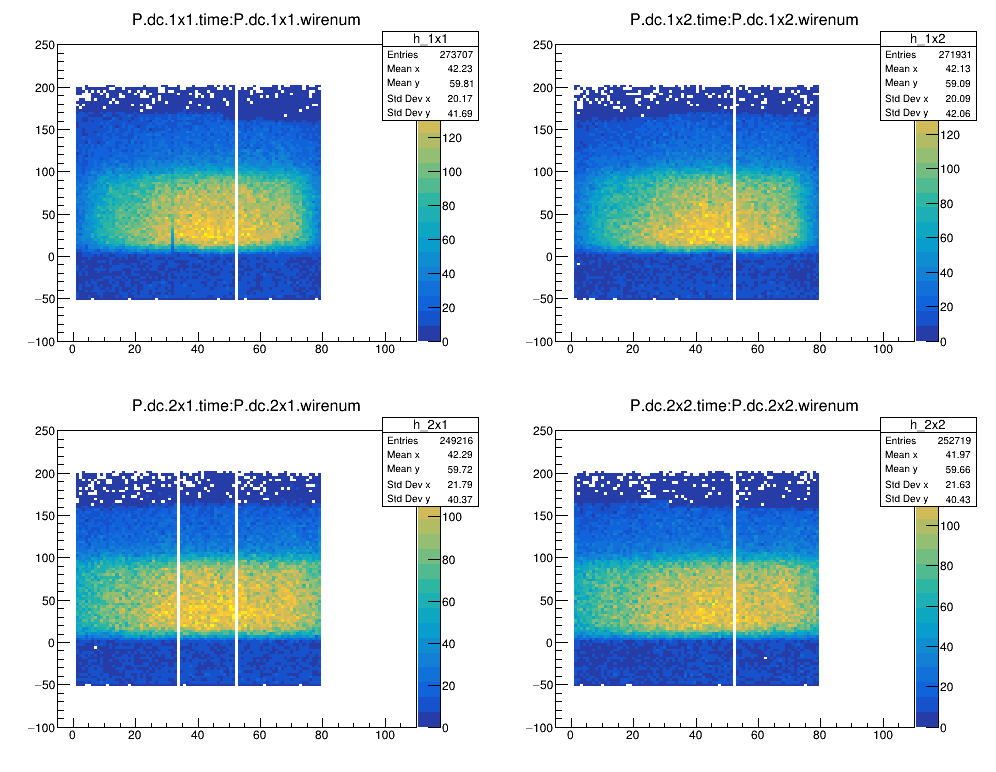 P.dc.1x1.time:P.dc.1x1.wirenum
h_1x1
Entries 273707
Mean x 42.23
Mean y 59.81
Std Dev x 20.17
Std Dev y 41.69
250
200
150
100
50
0
−50
−100
0 20 40 60 80 100
120
100
80
60
40
20
0
P.dc.1x2.time:P.dc.1x2.wirenum
h_1x2
Entries 271931
Mean x 42.13
Mean y 59.09
Std Dev x 20.09
Std Dev y 42.06
250
200
150
100
50
0
−50
−100
0 20 40 60 80 100
120
100
80
60
40
20
0
P.dc.2x1.time:P.dc.2x1.wirenum
h_2x1
Entries 249216
Mean x 42.29
Mean y 59.72
Std Dev x 21.79
Std Dev y 40.37
250
200
150
100
50
0
−50
−100
0 20 40 60 80 100
100
80
60
40
20
0
P.dc.2x2.time:P.dc.2x2.wirenum
h_2x2
Entries 252719
Mean x 41.97
Mean y 59.66
Std Dev x 21.63
Std Dev y 40.43
250
200
150
100
50
0
−50
−100
0 20 40 60 80 100
100
80
60
40
20
0